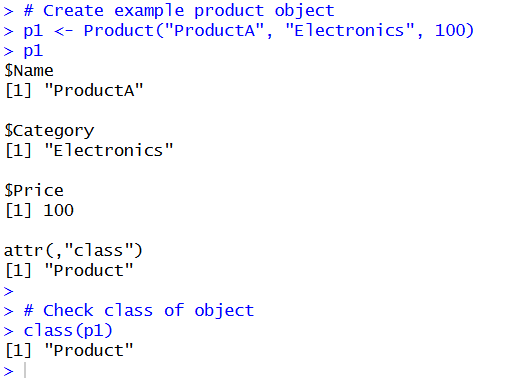 > # Create example product object
> p1 <- Product("ProductA", "Electronics", 100)
> p1
$Name
[1] "ProductA"

$Category
[1] "Electronics"

$Price
[1] 100

attr(,"class")
[1] "Product"
>
> # Check class of object
> class(p1)
[1] "Product"
>